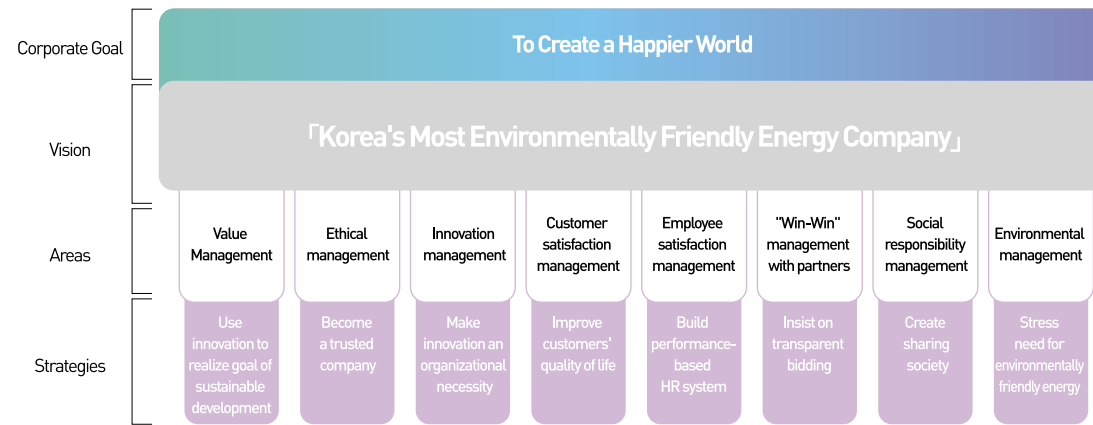 Corporate Goal
To Create a Happier World
Vision
「Korea's Most Environmentally Friendly Energy Company」
Areas
Value
Management
Ethical
management
Innovation
management
Customer
satisfaction
management
Employee
satisfaction
management
"Win-Win"
management
with partners
Social
responsibility
management
Environmental
management
Strategies
Use
innovation to
realize goal of
sustainable
development
Become
a trusted
company
Make
innovation an
organizational
necessity
Improve
customers'
quality of life
Build
performance-
based
HR system
Insist on
transparent
bidding
Create
sharing
society
Stress
need for
environmentally
friendly energy